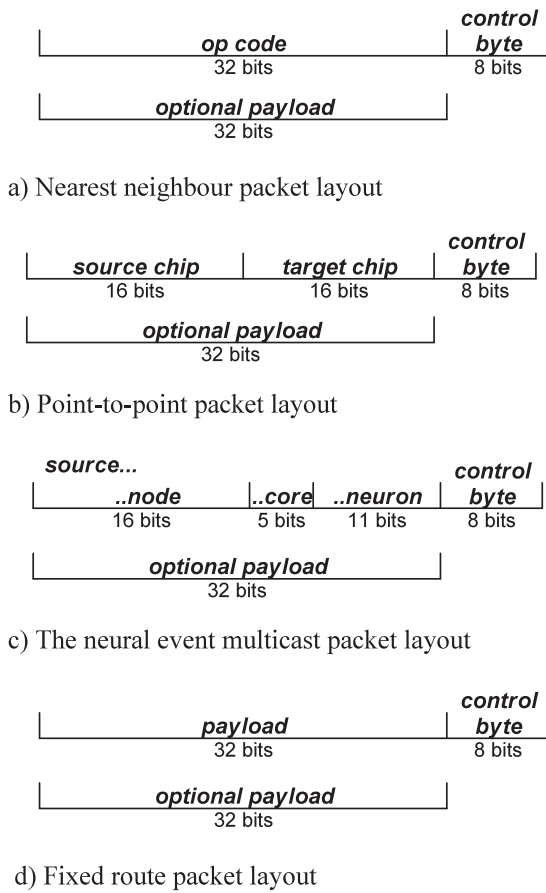 control
op code byte
32 bits 8 bits
optional payload
32 bits
a) Nearest neighbour packet layout
control
source chip target chip byte
16 bits 16 bits 8 bits
optional payload
32 bits
b) Point-to-point packet layout
source... control
..node ..core ..neuron byte
16 bits 5 bits 11 bits 8 bits
optional payload
32 bits
c) The neural event multicast packet layout
control
payload byte
32 bits 8 bits
optional payload
32 bits
d) Fixed route packet layout